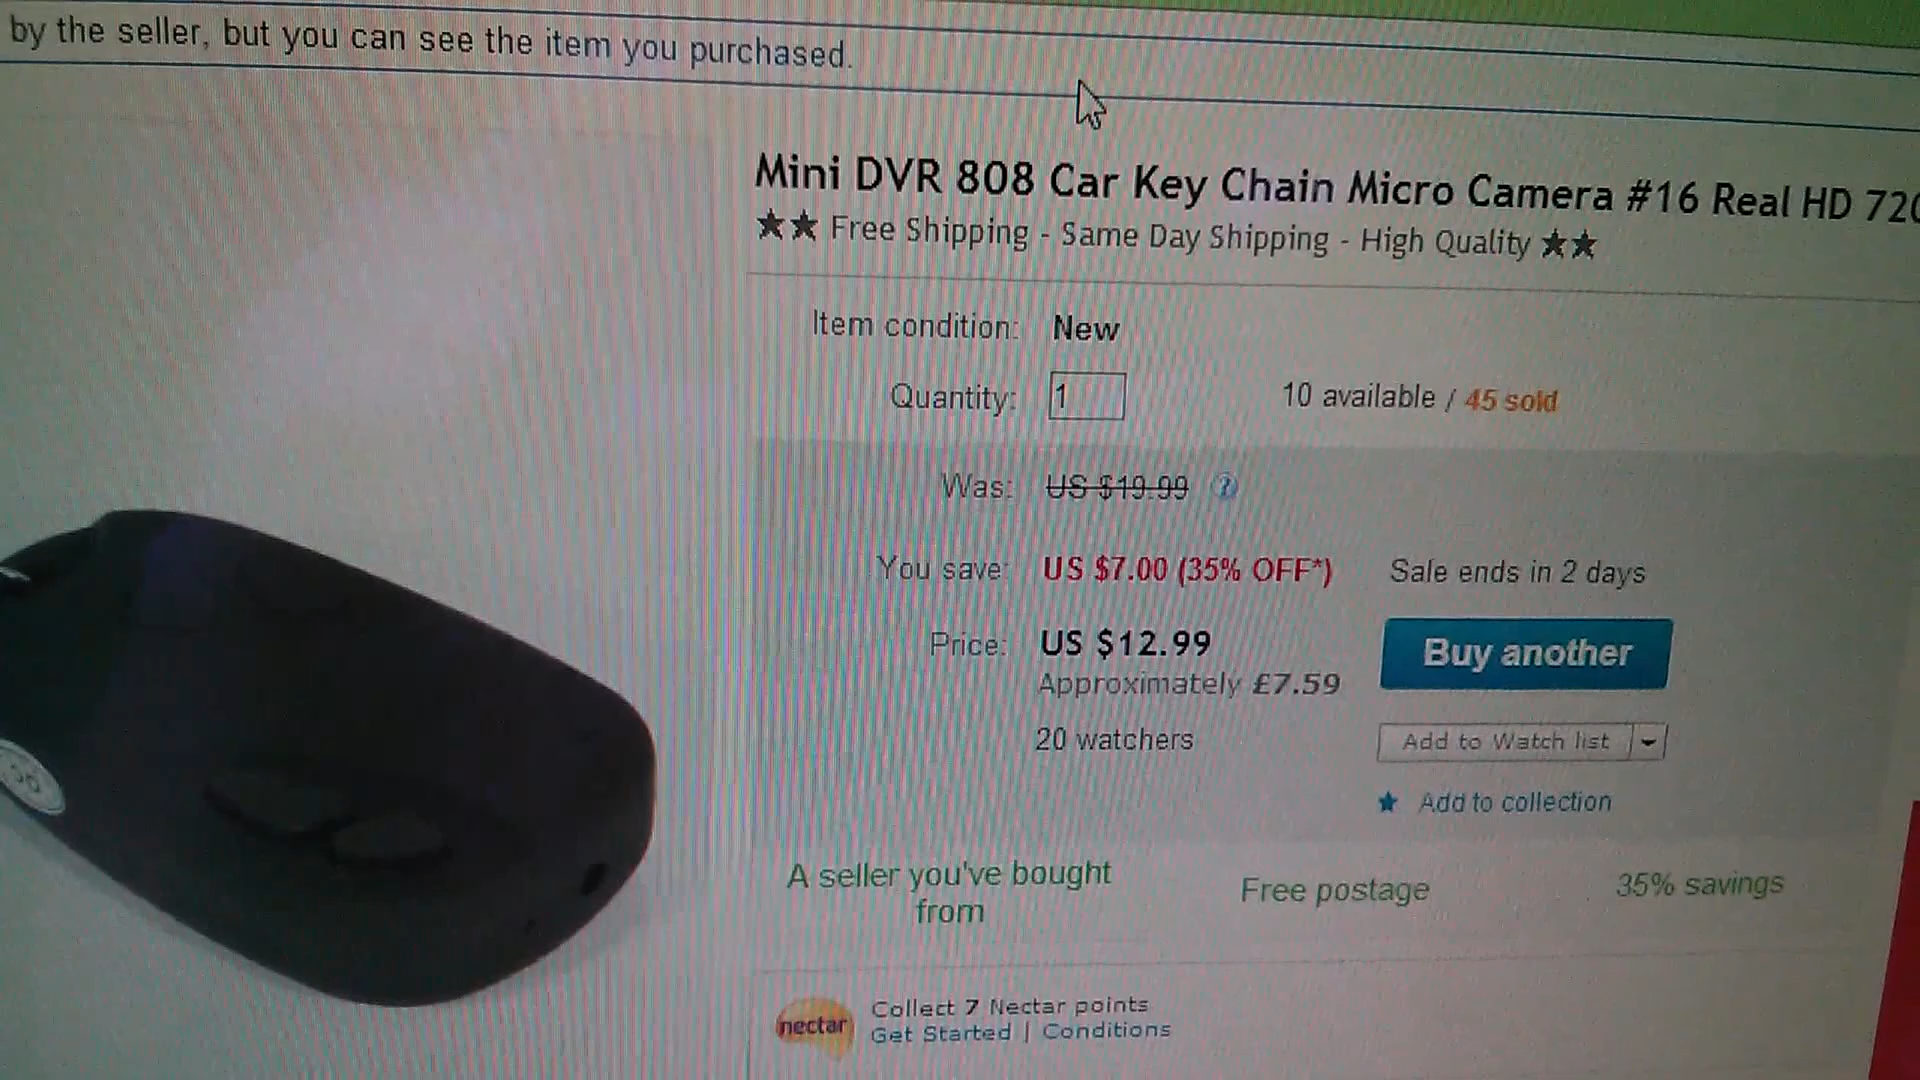 by the seller, but you can see the item you purchased.
Mini DVR 808 Car Key Chain Micro Camera #16 Real HD 720
★★ Free Shipping - Same Day Shipping - High Quality ★★
Item condition: New
Quantity: 1 10 available / 45 sold
Was: US $19.99 ?
You save: US $7.00 (35% OFF*) Sale ends in 2 days
Price: US $12.99 Buy another
Approximately £7.59
20 watchers Add to Watch list
★ Add to collection
A seller you've bought from
Free postage
35% savings
nectar
Collect 7 Nectar points
Get Started | Conditions